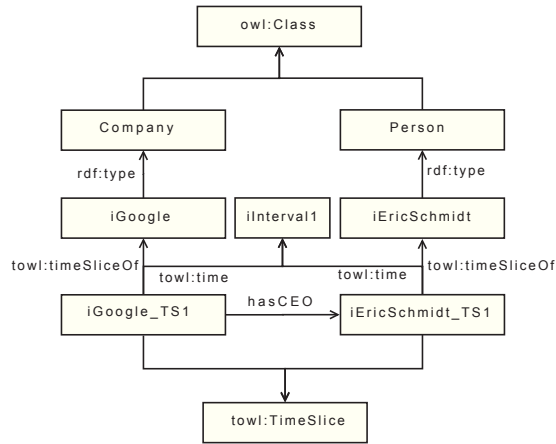 owl:Class
Company
Person
rdf:type
rdf:type
iGoogle
iInterval1
iEricSchmidt
towl:timeSliceOf
towl:time
towl:time
towl:timeSliceOf
iGoogle_TS1
hasCEO
iEricSchmidt_TS1
towl:TimeSlice